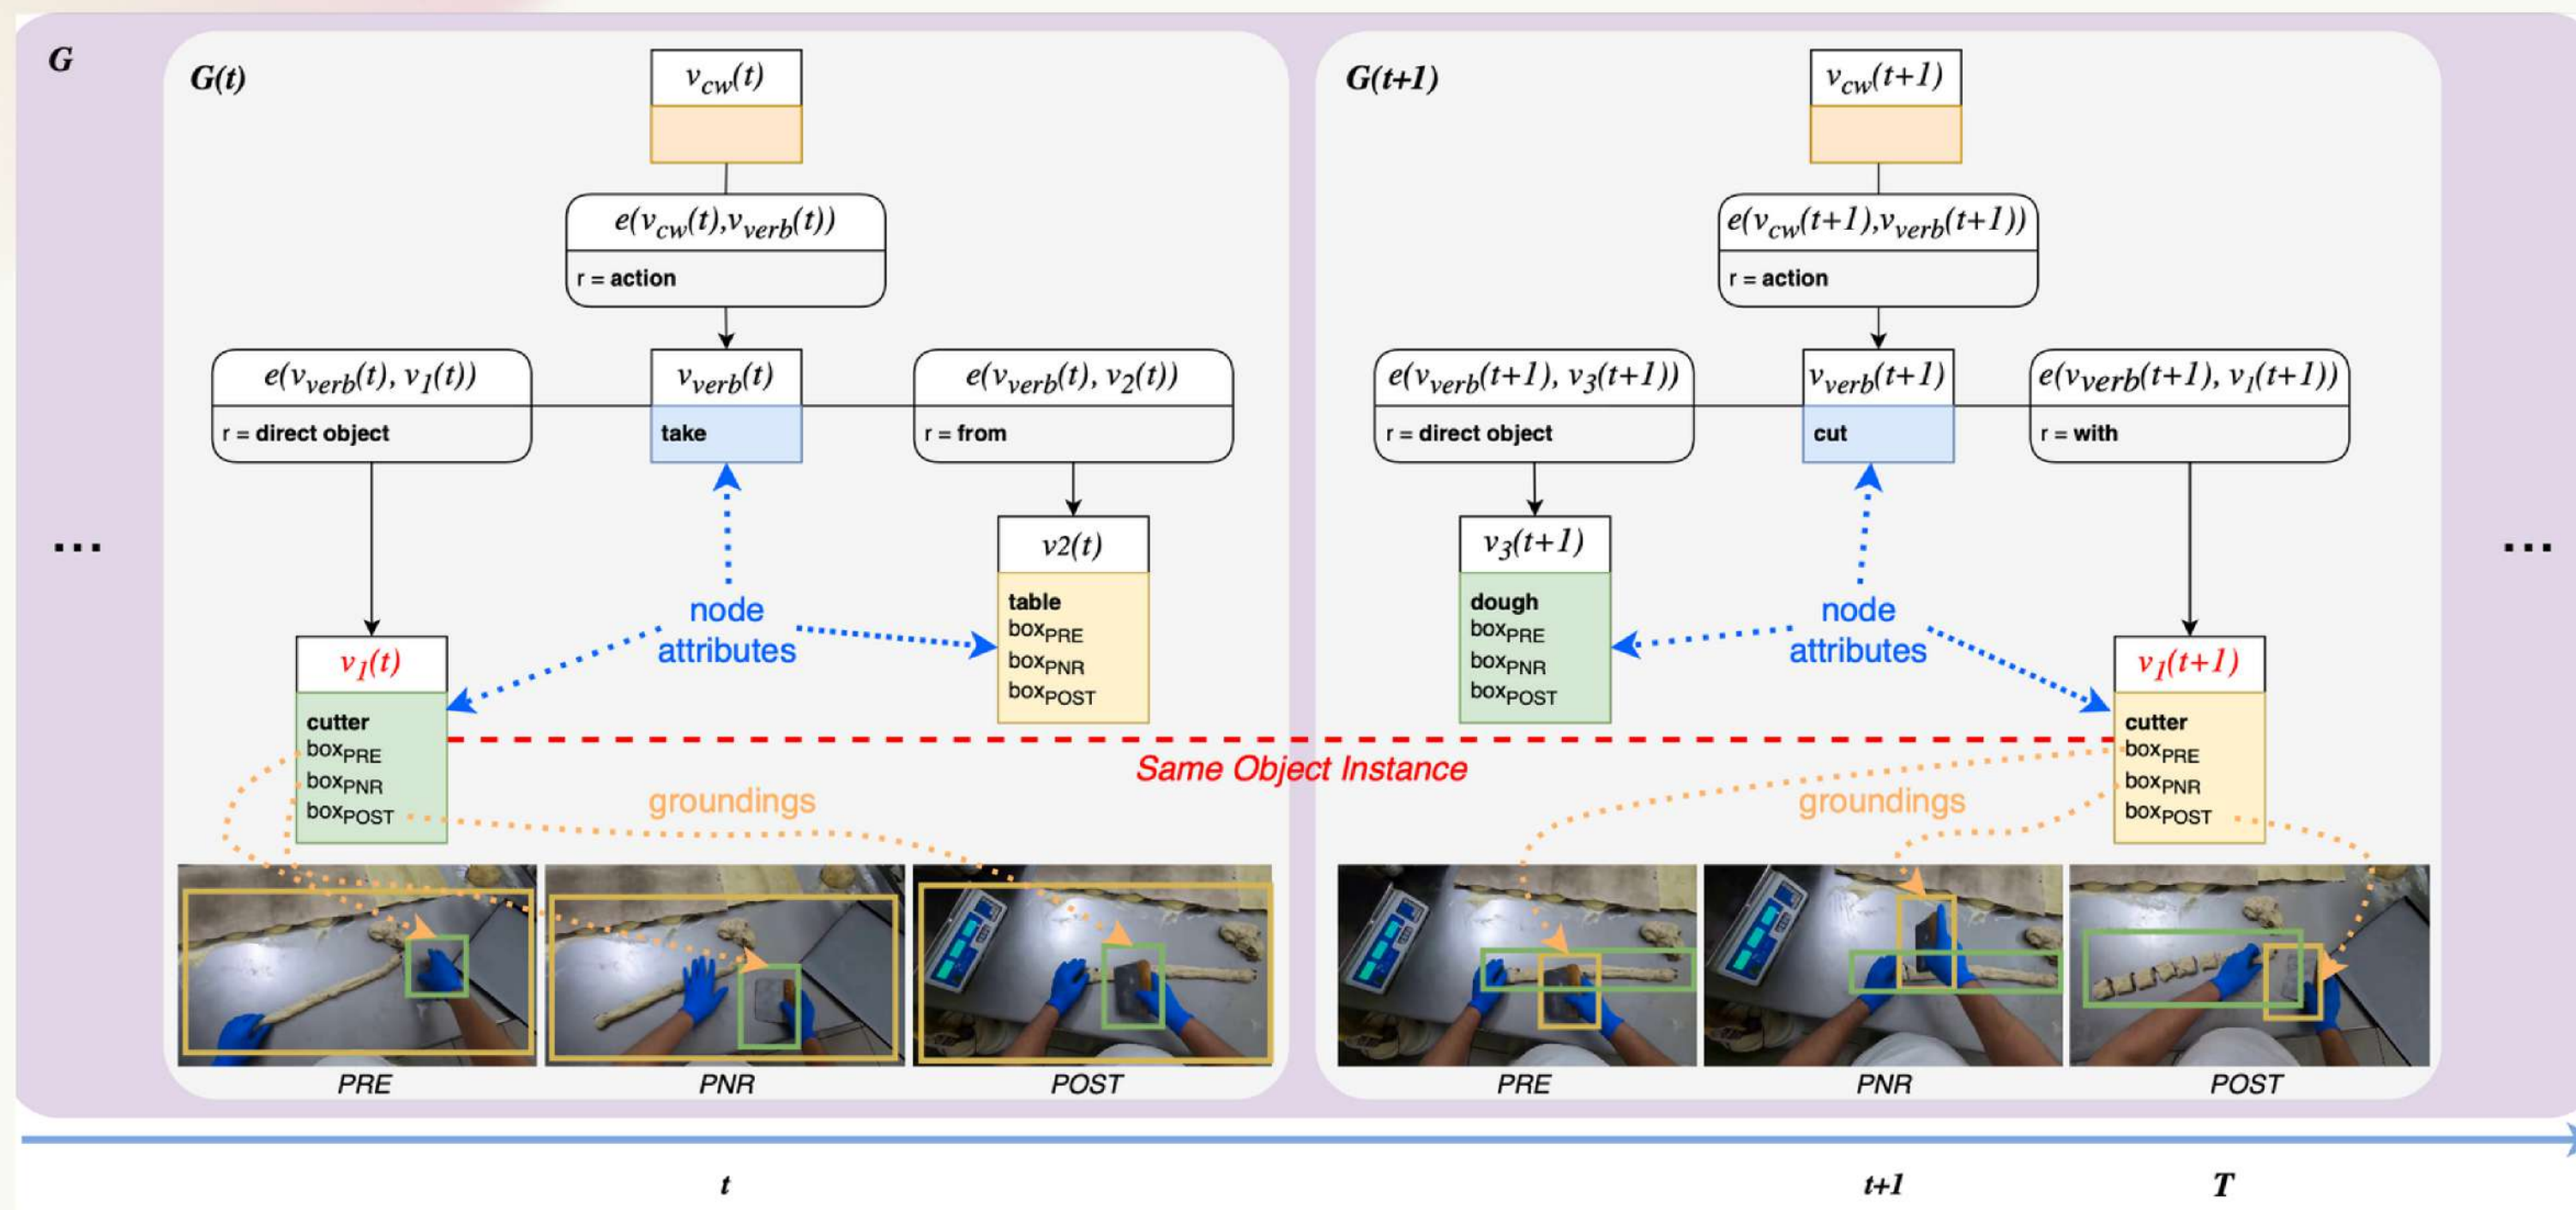 G
G(t)
v_cw(t)
e(v_cw(t),v_verb(t))
r = action
e(v_verb(t), v_1(t))
r = direct object
v_verb(t)
take
e(v_verb(t), v_2(t))
r = from
...
v2(t)
table
box_PRE
box_PNR
box_POST
node
attributes
v_1(t)
cutter
box_PRE
box_PNR
box_POST
groundings
PRE
PNR
POST
Same Object Instance
G(t+1)
v_cw(t+1)
e(v_cw(t+1),v_verb(t+1))
r = action
e(v_verb(t+1), v_3(t+1))
r = direct object
v_verb(t+1)
cut
e(v_verb(t+1), v_1(t+1))
r = with
...
v_3(t+1)
dough
box_PRE
box_PNR
box_POST
node
attributes
v_1(t+1)
cutter
box_PRE
box_PNR
box_POST
groundings
PRE
PNR
POST
t
t+1
T